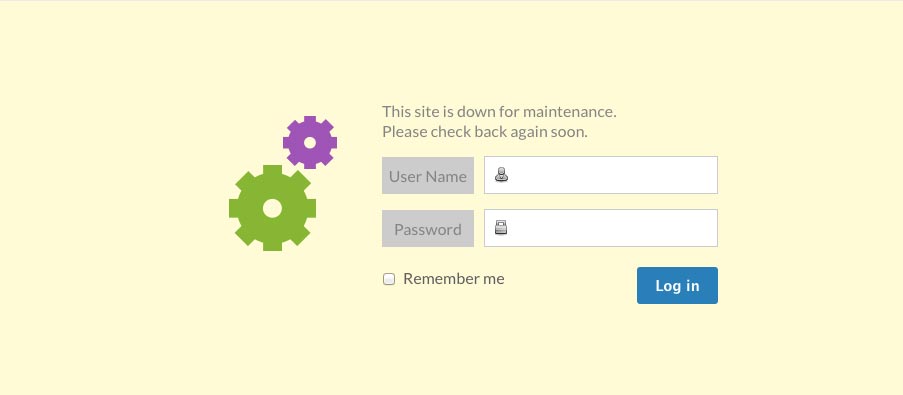 This site is down for maintenance.
Please check back again soon.
User Name
Password
Remember me
Log in